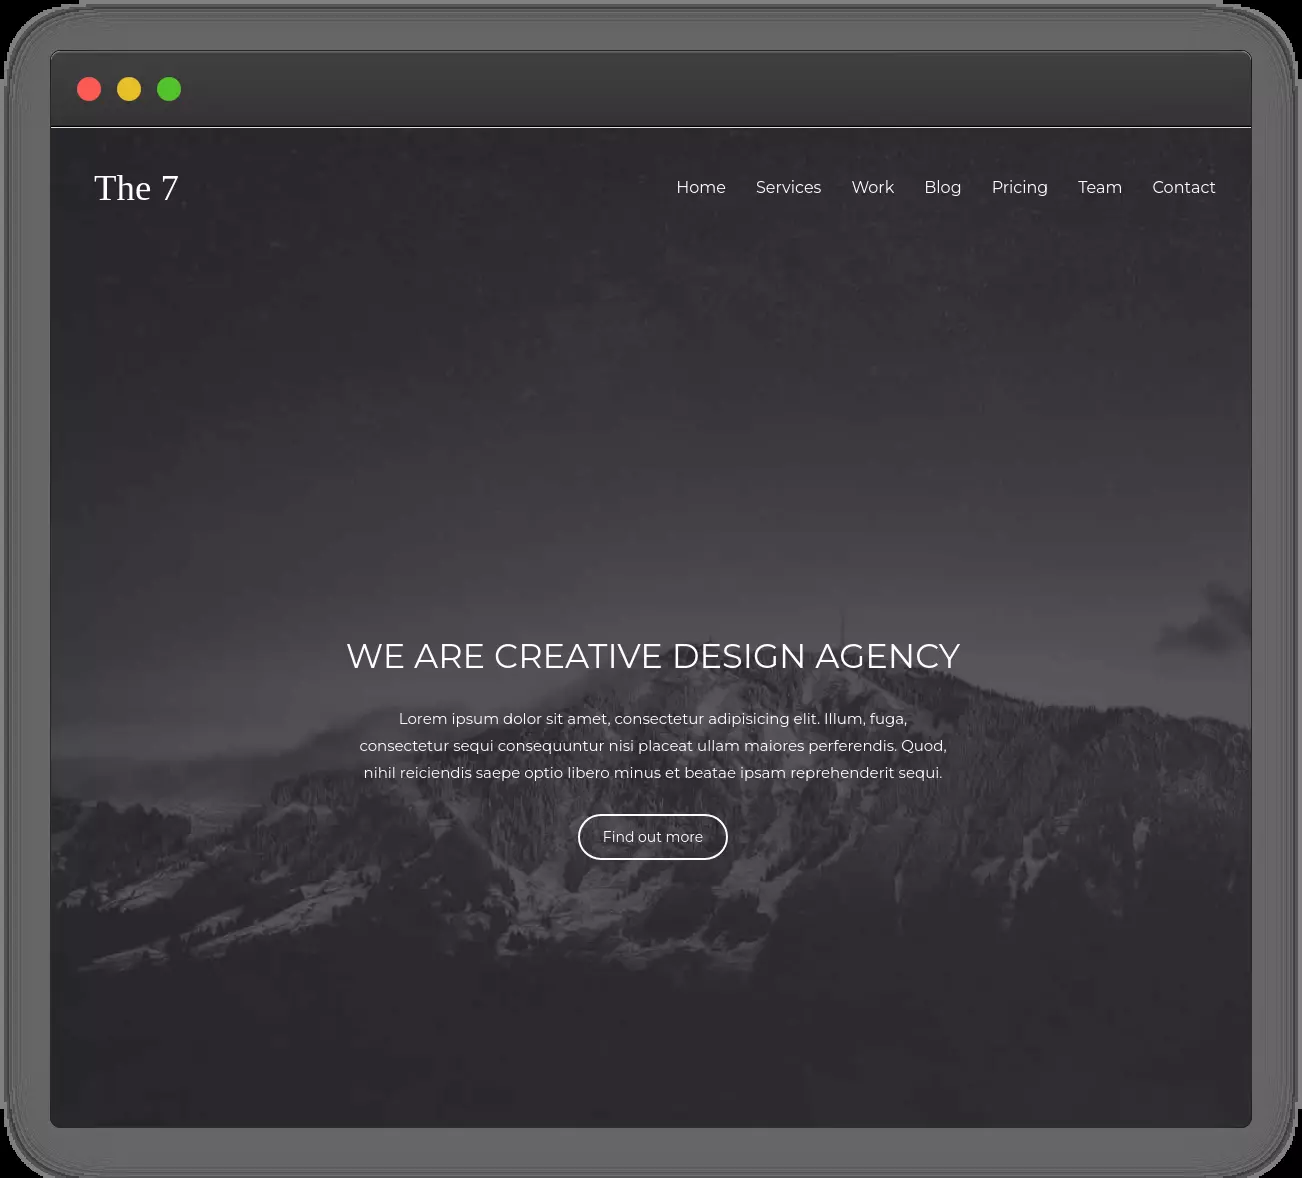 The 7
Home Services Work Blog Pricing Team Contact
WE ARE CREATIVE DESIGN AGENCY
Lorem ipsum dolor sit amet, consectetur adipisicing elit. Illum, fuga,
consectetur sequi consequuntur nisi placeat ullam maiores perferendis. Quod,
nihil reiciendis saepe optio libero minus et beatae ipsam reprehenderit sequi.
Find out more